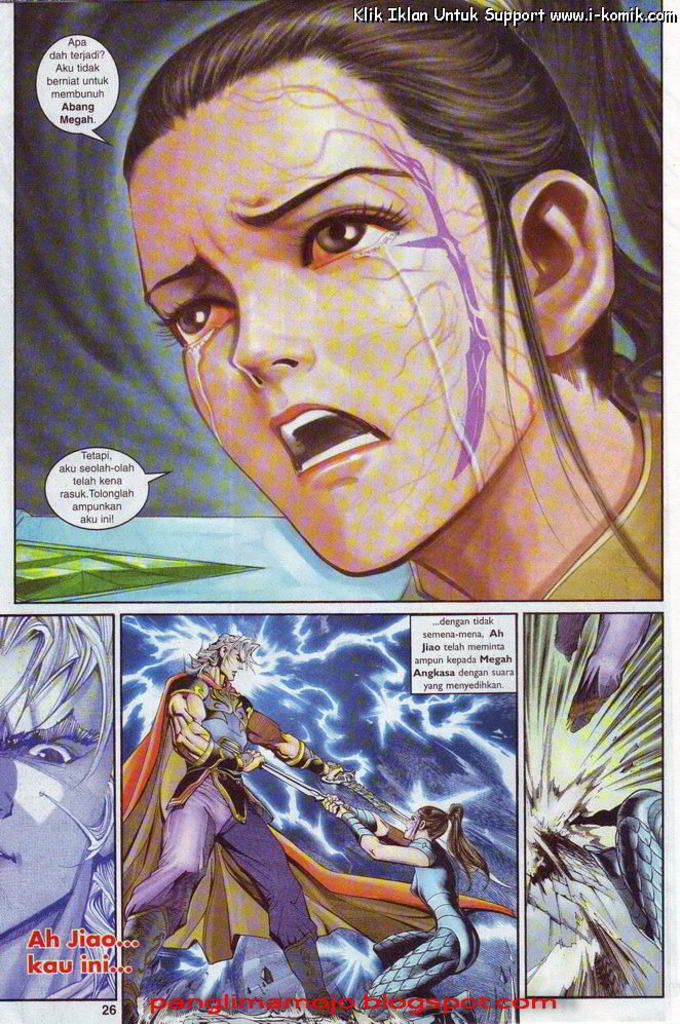 Klik Iklan Untuk Support www.i-komik.com
Apa
dah terjadi?
Aku tidak
berniat untuk
membunuh
Abang
Megah.
Tetapi,
aku seolah-olah
telah kena
rasuk.Tolonglah
ampunkan
aku ini!
...dengan tidak
semena-mena, Ah
Jiao telah meminta
ampun kepada Megah
Angkasa dengan suara
yang menyedihkan.
Ah Jiao...
kau ini...
26
panglimamojo.blogspot.com